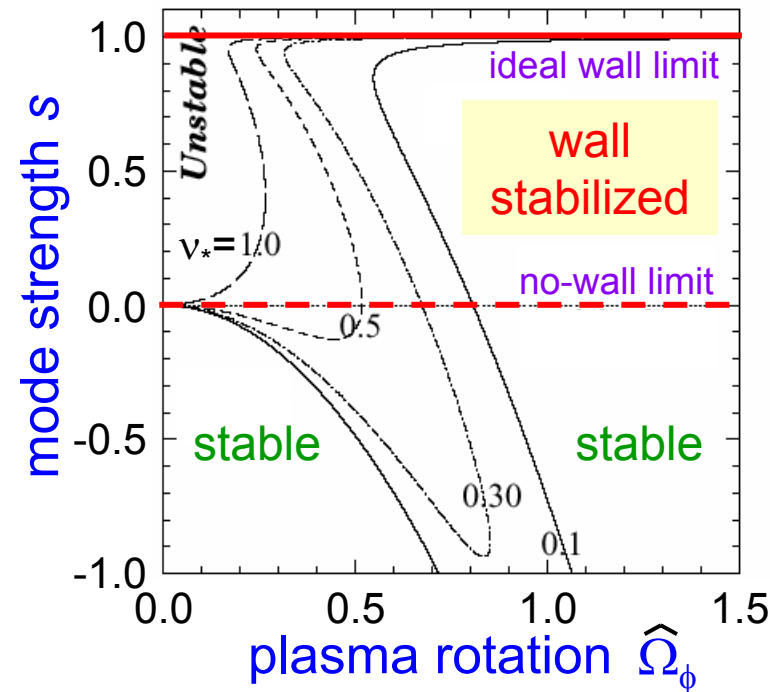 1.0
0.5
0.0
-0.5
-1.0
mode strength s
Unstable
ideal wall limit
wall
stabilized
ν*=1.0
no-wall limit
0.5
stable
stable
0.30
0.1
0.0 0.5 1.0 1.5
plasma rotation Ω̂ϕ